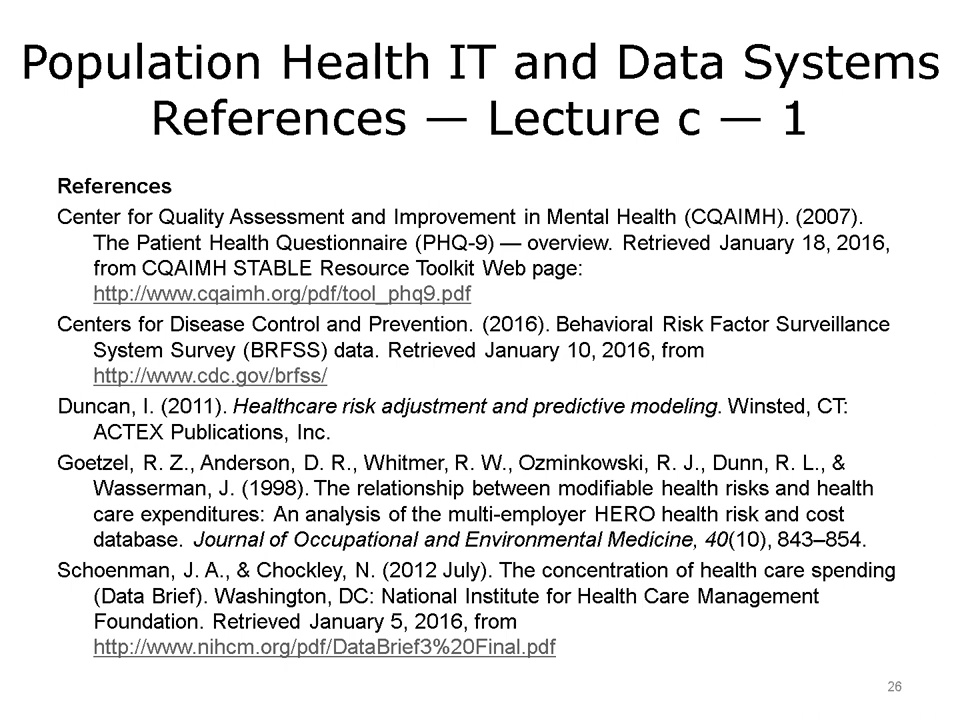 Population Health IT and Data Systems
References — Lecture c — 1
References
Center for Quality Assessment and Improvement in Mental Health (CQAIMH). (2007).
The Patient Health Questionnaire (PHQ-9) — overview. Retrieved January 18, 2016,
from CQAIMH STABLE Resource Toolkit Web page:
http://www.cqaimh.org/pdf/tool_phq9.pdf
Centers for Disease Control and Prevention. (2016). Behavioral Risk Factor Surveillance
System Survey (BRFSS) data. Retrieved January 10, 2016, from
http://www.cdc.gov/brfss/
Duncan, I. (2011). Healthcare risk adjustment and predictive modeling. Winsted, CT:
ACTEX Publications, Inc.
Goetzel, R. Z., Anderson, D. R., Whitmer, R. W., Ozminkowski, R. J., Dunn, R. L., &
Wasserman, J. (1998). The relationship between modifiable health risks and health
care expenditures: An analysis of the multi-employer HERO health risk and cost
database. Journal of Occupational and Environmental Medicine, 40(10), 843–854.
Schoenman, J. A., & Chockley, N. (2012 July). The concentration of health care spending
(Data Brief). Washington, DC: National Institute for Health Care Management
Foundation. Retrieved January 5, 2016, from
http://www.nihcm.org/pdf/DataBrief3%20Final.pdf
26